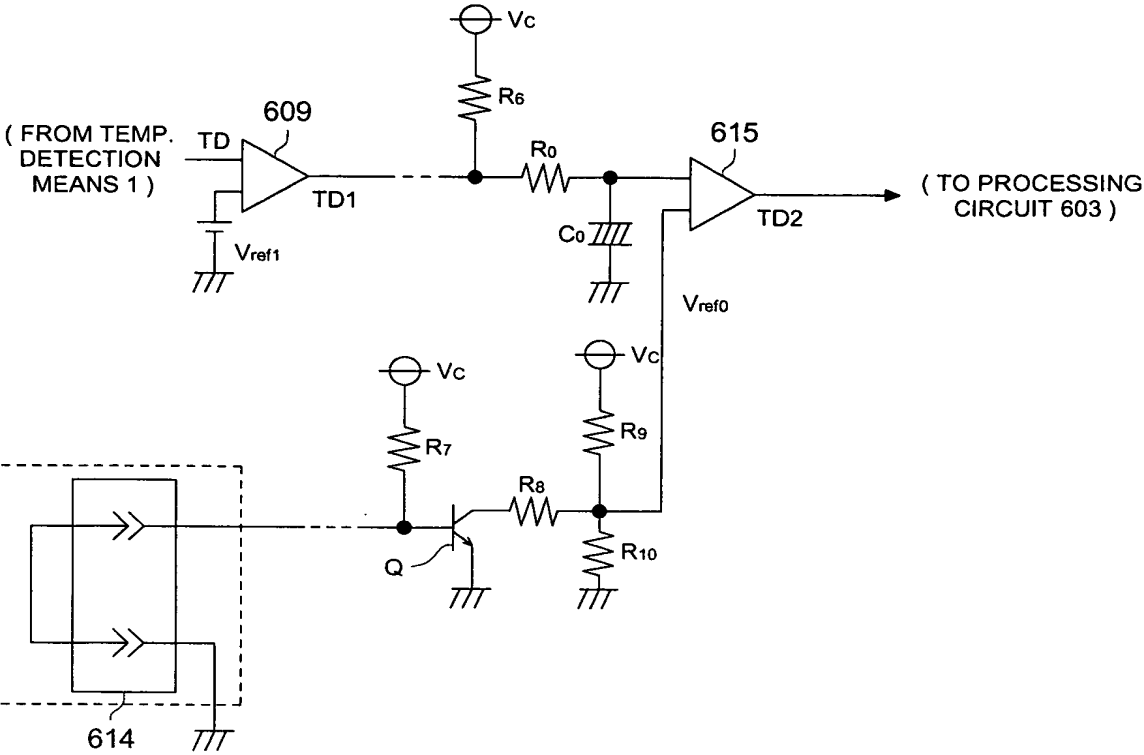 VC
R6
609
( FROM TEMP.
DETECTION
MEANS 1 )
TD
TD1
Vref1
R0
C0
615
TD2
( TO PROCESSING
CIRCUIT 603 )
Vref0
VC
R7
VC
R9
R8
R10
Q
614